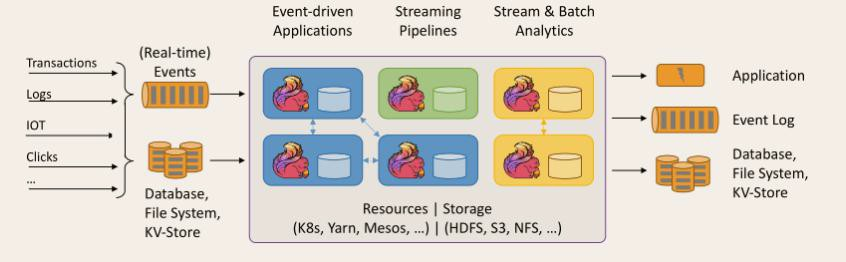 Event-driven
Applications
Streaming
Pipelines
Stream & Batch
Analytics
Transactions
Logs
IOT
Clicks
...
(Real-time)
Events
Database,
File System,
KV-Store
Resources | Storage
(K8s, Yarn, Mesos, ...) | (HDFS, S3, NFS, ...)
Application
Event Log
Database,
File System,
KV-Store